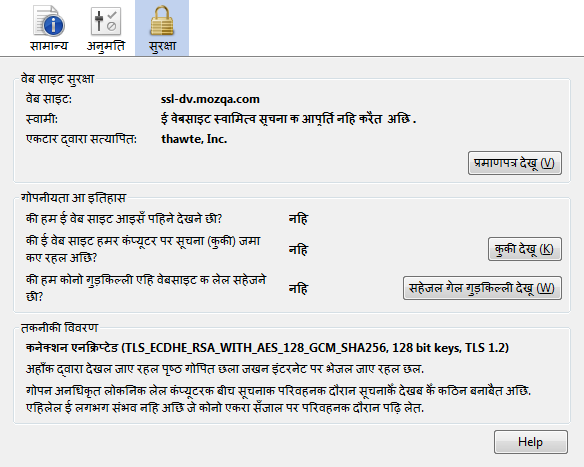 सामान्य अनुमति सुरक्षा
वेब साइट सुरक्षा
वेब साइट: ssl-dv.mozqa.com
स्वामी: ई वेबसाइट स्वामित्व सूचना क आपूर्ति नहि करैत अछि .
एकटार द्वारा सत्यापित: thawte, Inc.
प्रमाणपत्र देखू (V)
गोपनीयता आ इतिहास
की हम ई वेब साइट आइसँ पहिने देखने छी? नहि
की ई वेब साइट हमर कंप्यूटर पर सूचना (कुकी) जमा
कए रहल अछि? नहि कुकी देखू (K)
की हम कोनो गुड़किल्ली एहि वेबसाइट क लेल सहेजने
छी? नहि सहेजल गेल गुड़किल्ली देखू (W)
तकनीकी विवरण
कनेक्शन एनक्रिप्टेड (TLS_ECDHE_RSA_WITH_AES_128_GCM_SHA256, 128 bit keys, TLS 1.2)
अहाँक द्वारा देखल जाए रहल पृष्ठ गोपित छला जखन इंटरनेट पर भेजल जाए रहल छल.
गोपन अनधिकृत लोकनिक लेल कंप्यूटरक बीच सूचनाक परिवहनक दौरान सूचनाकेँ देखब केँ कठिन बनाबैत अछि.
एहिलेल ई लगभग संभव नहि अछि जे कोनो एकरा सँजाल पर परिवहनक दौरान पढ़ि लेत.
Help